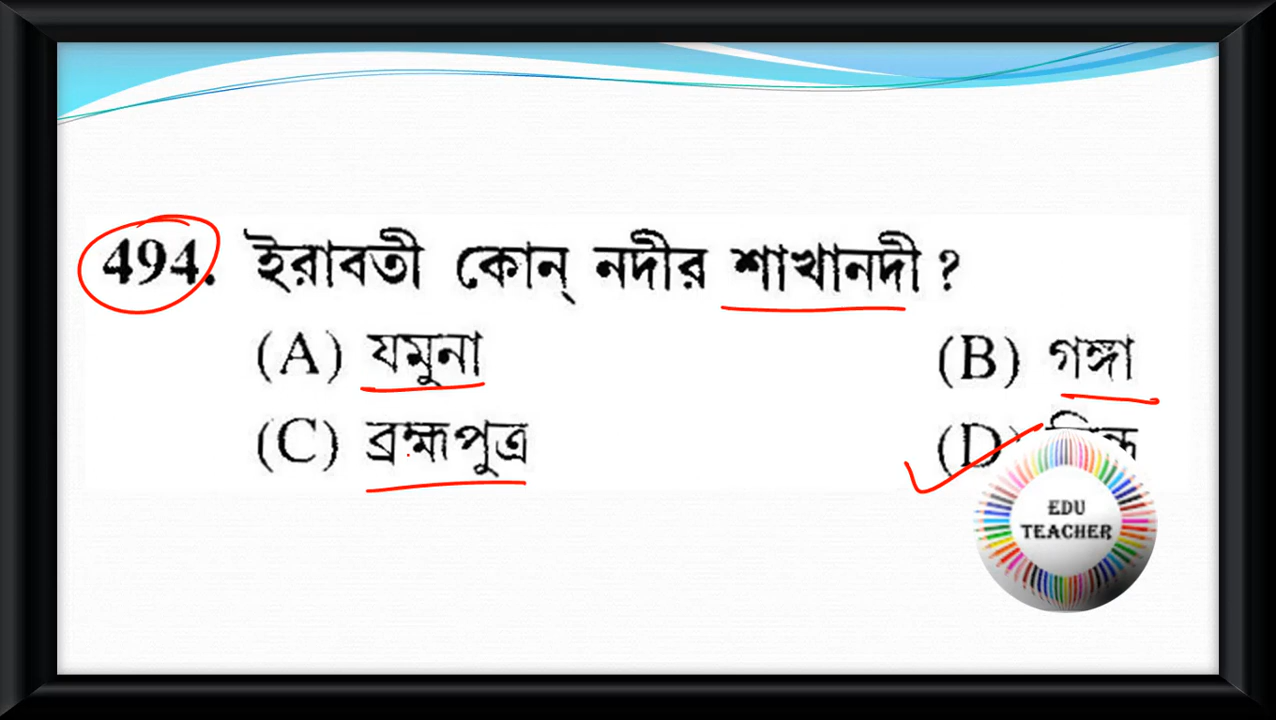 494. ইরাবতী কোন্ নদীর শাখানদী ?
(A) যমুনা (B) গঙ্গা
(C) ব্রহ্মপুত্র (D)
EDU
TEACHER